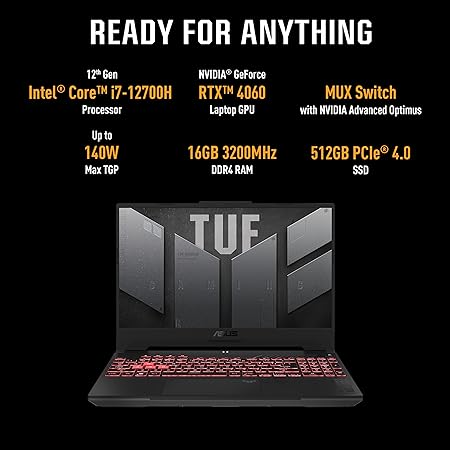 READY FOR ANYTHING
12th Gen
Intel® Core™ i7-12700H
Processor
NVIDIA® GeForce
RTX™ 4060
Laptop GPU
MUX Switch
with NVIDIA Advanced Optimus
Up to
140W
Max TGP
16GB 3200MHz
DDR4 RAM
512GB PCIe® 4.0
SSD
TUF
ASUS